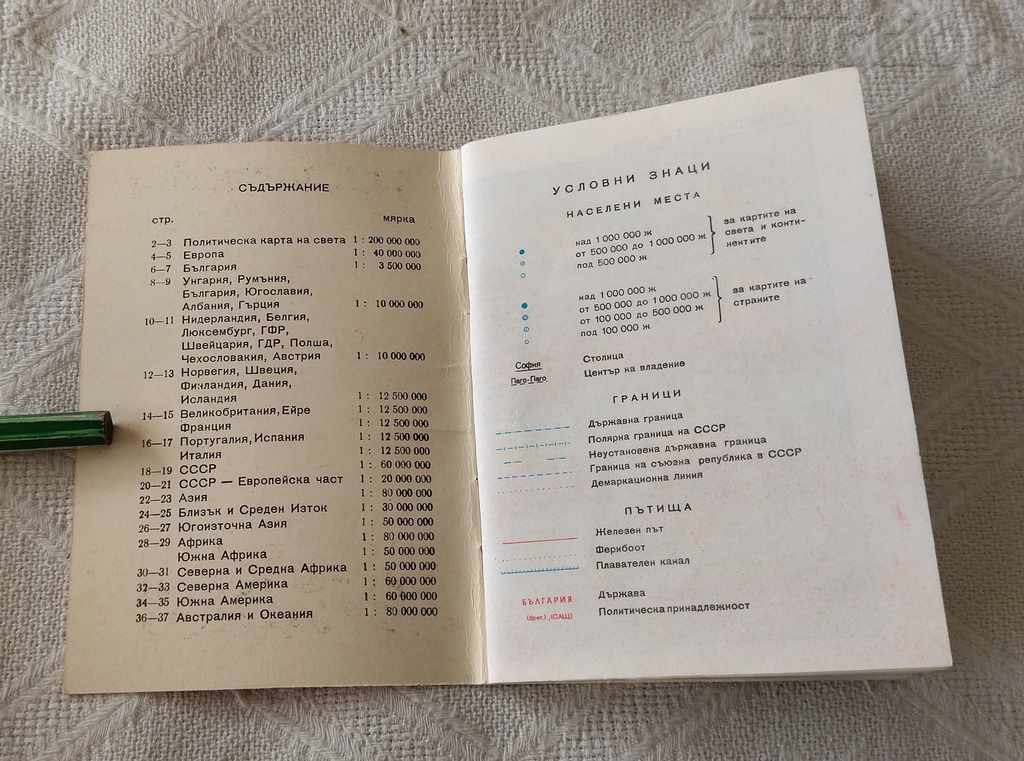 СЪДЪРЖАНИЕ
стр. мярка
2—3 Политическа карта на света 1 : 200 000 000
4—5 Европа 1 : 40 000 000
6—7 България 1 : 3 500 000
8—9 Унгария, Румъния,
България, Югославия,
Албания, Гърция 1 : 10 000 000
10—11 Нидерландия, Белгия,
Люксембург, ГФР,
Швейцария, ГДР, Полша,
Чехословакия, Австрия 1 : 10 000 000
12—13 Норвегия, Швеция,
Финландия, Дания,
Исландия 1 : 12 500 000
14—15 Великобритания, Ейре 1 : 12 500 000
Франция 1 : 12 500 000
16—17 Португалия, Испания 1 : 12 500 000
Италия 1 : 12 500 000
18—19 СССР 1 : 60 000 000
20—21 СССР — Европейска част 1 : 20 000 000
22—23 Азия 1 : 80 000 000
24—25 Близък и Среден Изток 1 : 30 000 000
26—27 Югоизточна Азия 1 : 50 000 000
28—29 Африка 1 : 80 000 000
Южна Африка 1 : 50 000 000
30—31 Северна и Средна Африка 1 : 50 000 000
32—33 Северна Америка 1 : 60 000 000
34—35 Южна Америка 1 : 60 000 000
36—37 Австралия и Океания 1 : 80 000 000
УСЛОВНИ ЗНАЦИ
НАСЕЛЕНИ МЕСТА
над 1 000 000 ж
от 500 000 до 1 000 000 ж
под 500 000 ж
за картите на
света и конти-
нентите
над 1 000 000 ж
от 500 000 до 1 000 000 ж
от 100 000 до 500 000 ж
под 100 000 ж
за картите на
страните
София Столица
Паго-Паго Център на владение
ГРАНИЦИ
Държавна граница
Полярна граница на СССР
Неустановена държавна граница
Граница на съюзна република в СССР
Демаркационна линия
ПЪТИЩА
Железен път
Ферибоот
Плавателен канал
БЪЛГАРИЯ Държава
(брит.), (САЩ) Политическа принадлежност